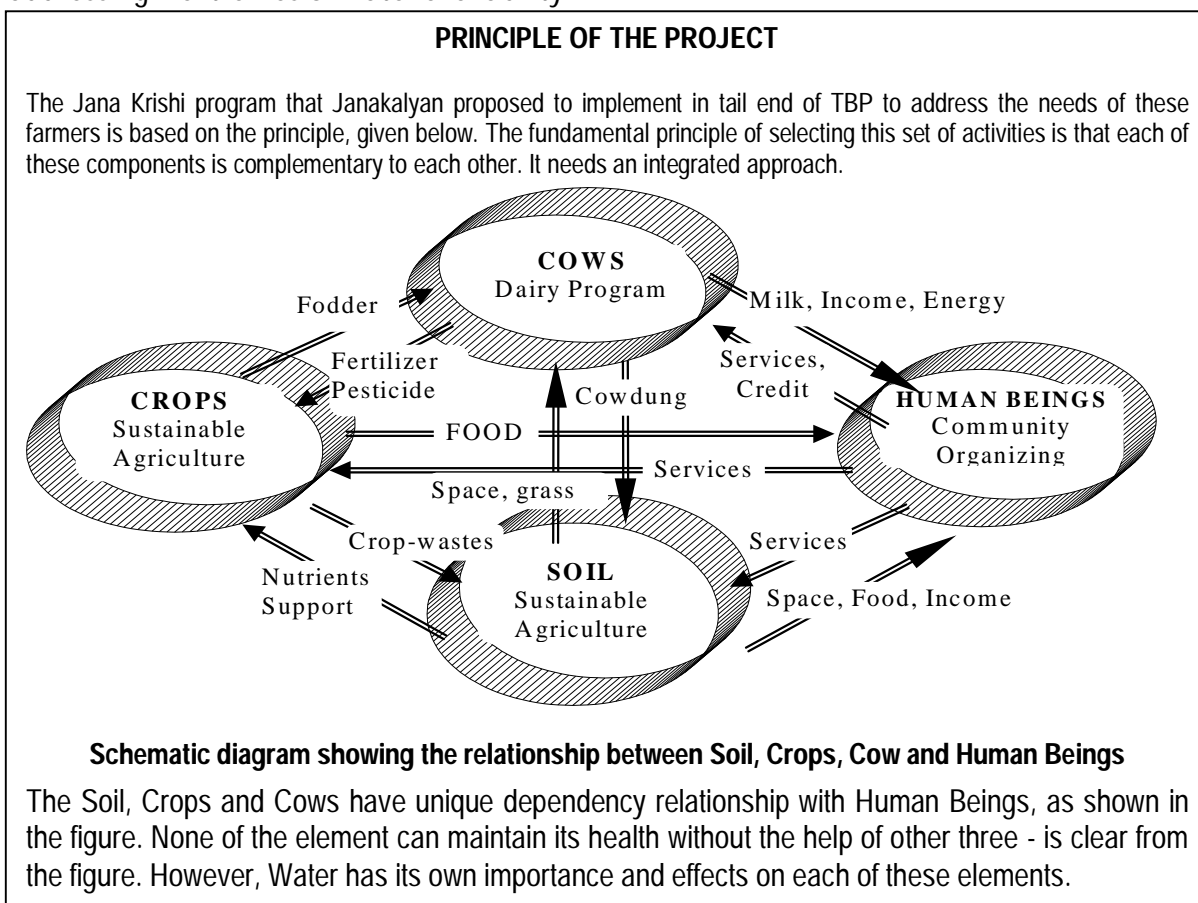 PRINCIPLE OF THE PROJECT
The Jana Krishi program that Janakalyan proposed to implement in tail end of TBP to address the needs of these
farmers is based on the principle, given below. The fundamental principle of selecting this set of activities is that each of
these components is complementary to each other. It needs an integrated approach.
COWS
Dairy Program
Fodder
Milk, Income, Energy
Fertilizer
Pesticide
Services,
Credit
Cowdung
CROPS
Sustainable
Agriculture
HUMAN BEINGS
Community
Organizing
FOOD
Services
Space, grass
Crop-wastes
Services
Nutrients
Support
SOIL
Sustainable
Agriculture
Space, Food, Income
Schematic diagram showing the relationship between Soil, Crops, Cow and Human Beings
The Soil, Crops and Cows have unique dependency relationship with Human Beings, as shown in
the figure. None of the element can maintain its health without the help of other three - is clear from
the figure. However, Water has its own importance and effects on each of these elements.